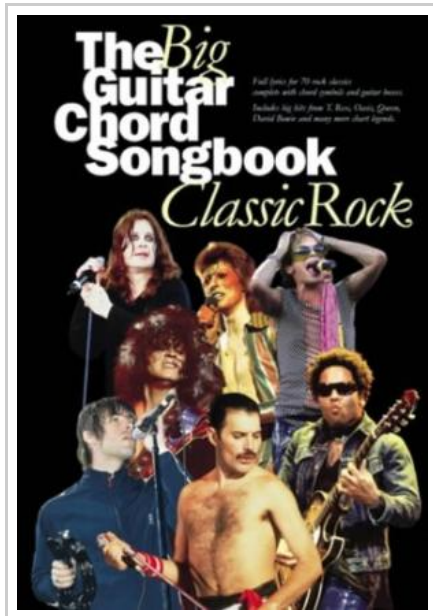 The Big
Guitar
Chord
Songbook
Classic Rock
Full lyrics for 70 rock classics
complete with chord symbols and guitar boxes.
Includes big hits from T. Rex, Oasis, Queen,
David Bowie and many more chart legends.